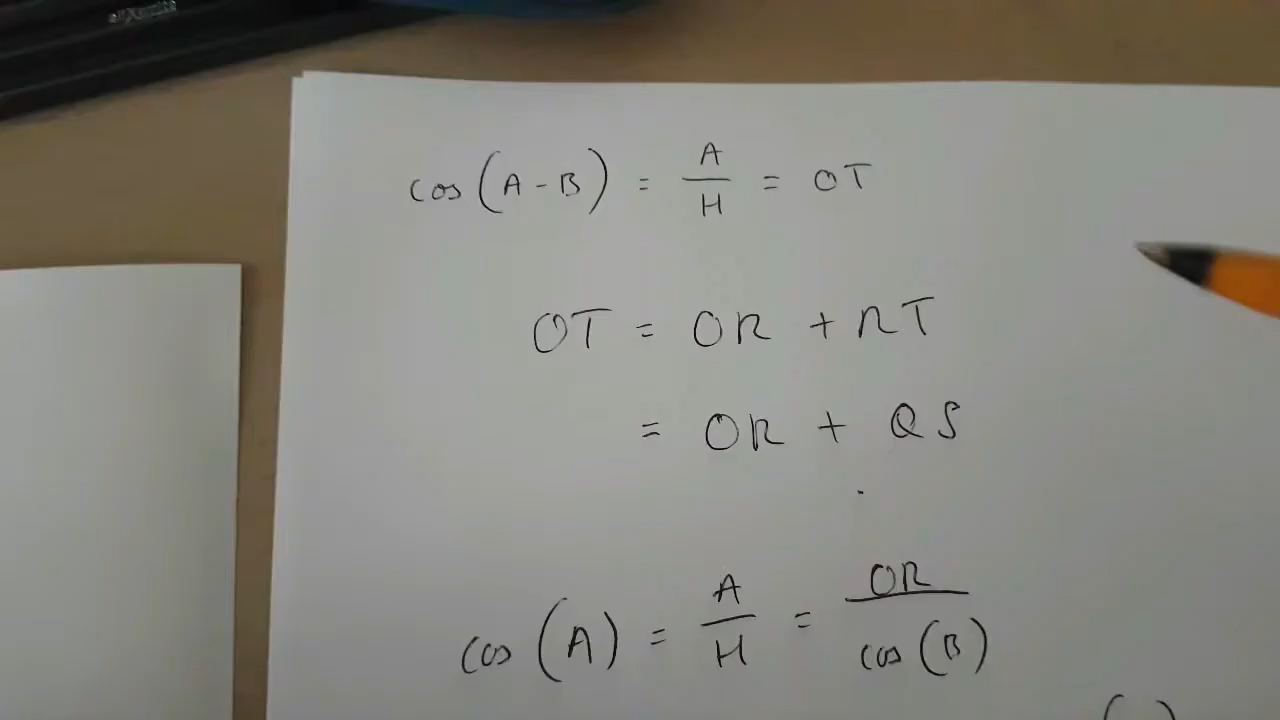 cos(A-B) = A/H = OT
OT = OR + RT
= OR + QS
cos(A) = A/H = OR/cos(B)